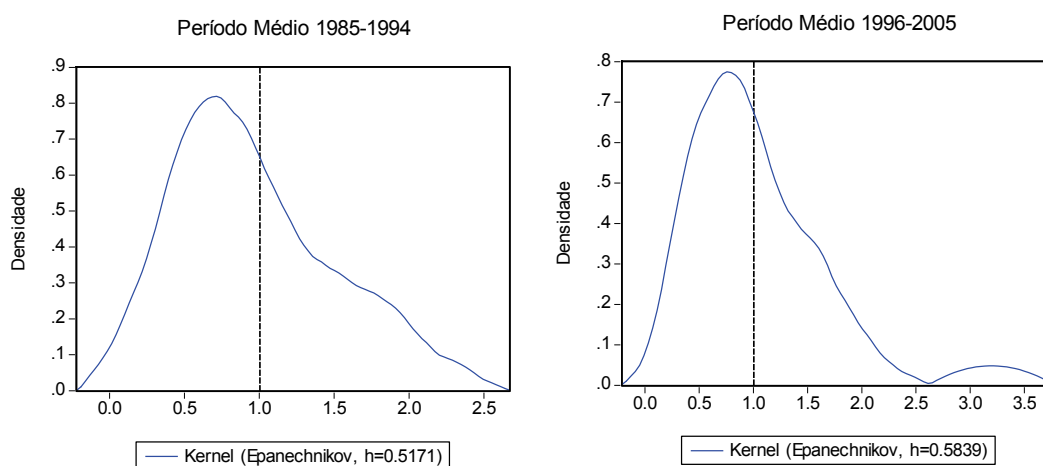 Período Médio 1985-1994
.9
.8
.7
.6
.5
.4
.3
.2
.1
.0
Densidade
0.0 0.5 1.0 1.5 2.0 2.5
Kernel (Epanechnikov, h=0.5171)
Período Médio 1996-2005
.8
.7
.6
.5
.4
.3
.2
.1
.0
Densidade
0.0 0.5 1.0 1.5 2.0 2.5 3.0 3.5
Kernel (Epanechnikov, h=0.5839)